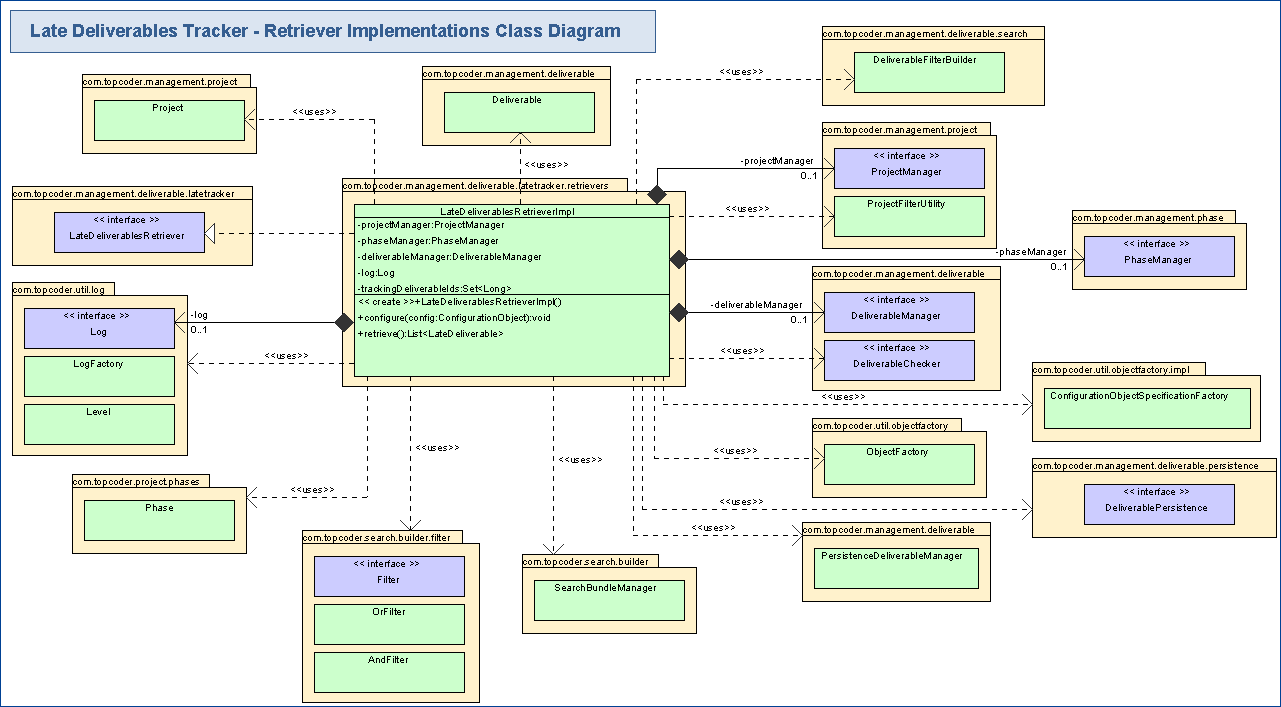 Late Deliverables Tracker - Retriever Implementations Class Diagram
com.topcoder.management.deliverable.search
DeliverableFilterBuilder
<<uses>>
com.topcoder.management.project
Project
<<uses>>
com.topcoder.management.deliverable
Deliverable
<<uses>>
com.topcoder.management.project
<< interface >>
ProjectManager
ProjectFilterUtility
-projectManager
0..1
<<uses>>
com.topcoder.management.deliverable.latetracker
<< interface >>
LateDeliverablesRetriever
com.topcoder.management.deliverable.latetracker.retrievers
LateDeliverablesRetrieverImpl
-projectManager:ProjectManager
-phaseManager:PhaseManager
-deliverableManager:DeliverableManager
-log:Log
-trackingDeliverableIds:Set<Long>
<< create >>+LateDeliverablesRetrieverImpl()
+configure(config:ConfigurationObject):void
+retrieve():List<LateDeliverable>
com.topcoder.management.phase
<< interface >>
PhaseManager
-phaseManager
0..1
com.topcoder.management.deliverable
<< interface >>
DeliverableManager
<< interface >>
DeliverableChecker
-deliverableManager
0..1
<<uses>>
com.topcoder.util.log
<< interface >>
Log
LogFactory
Level
-log
0..1
<<uses>>
com.topcoder.util.objectfactory.impl
ConfigurationObjectSpecificationFactory
<<uses>>
com.topcoder.util.objectfactory
ObjectFactory
<<uses>>
com.topcoder.management.deliverable.persistence
<< interface >>
DeliverablePersistence
<<uses>>
com.topcoder.management.deliverable
PersistenceDeliverableManager
<<uses>>
com.topcoder.project.phases
Phase
<<uses>>
com.topcoder.search.builder.filter
<< interface >>
Filter
OrFilter
AndFilter
<<uses>>
com.topcoder.search.builder
SearchBundleManager
<<uses>>